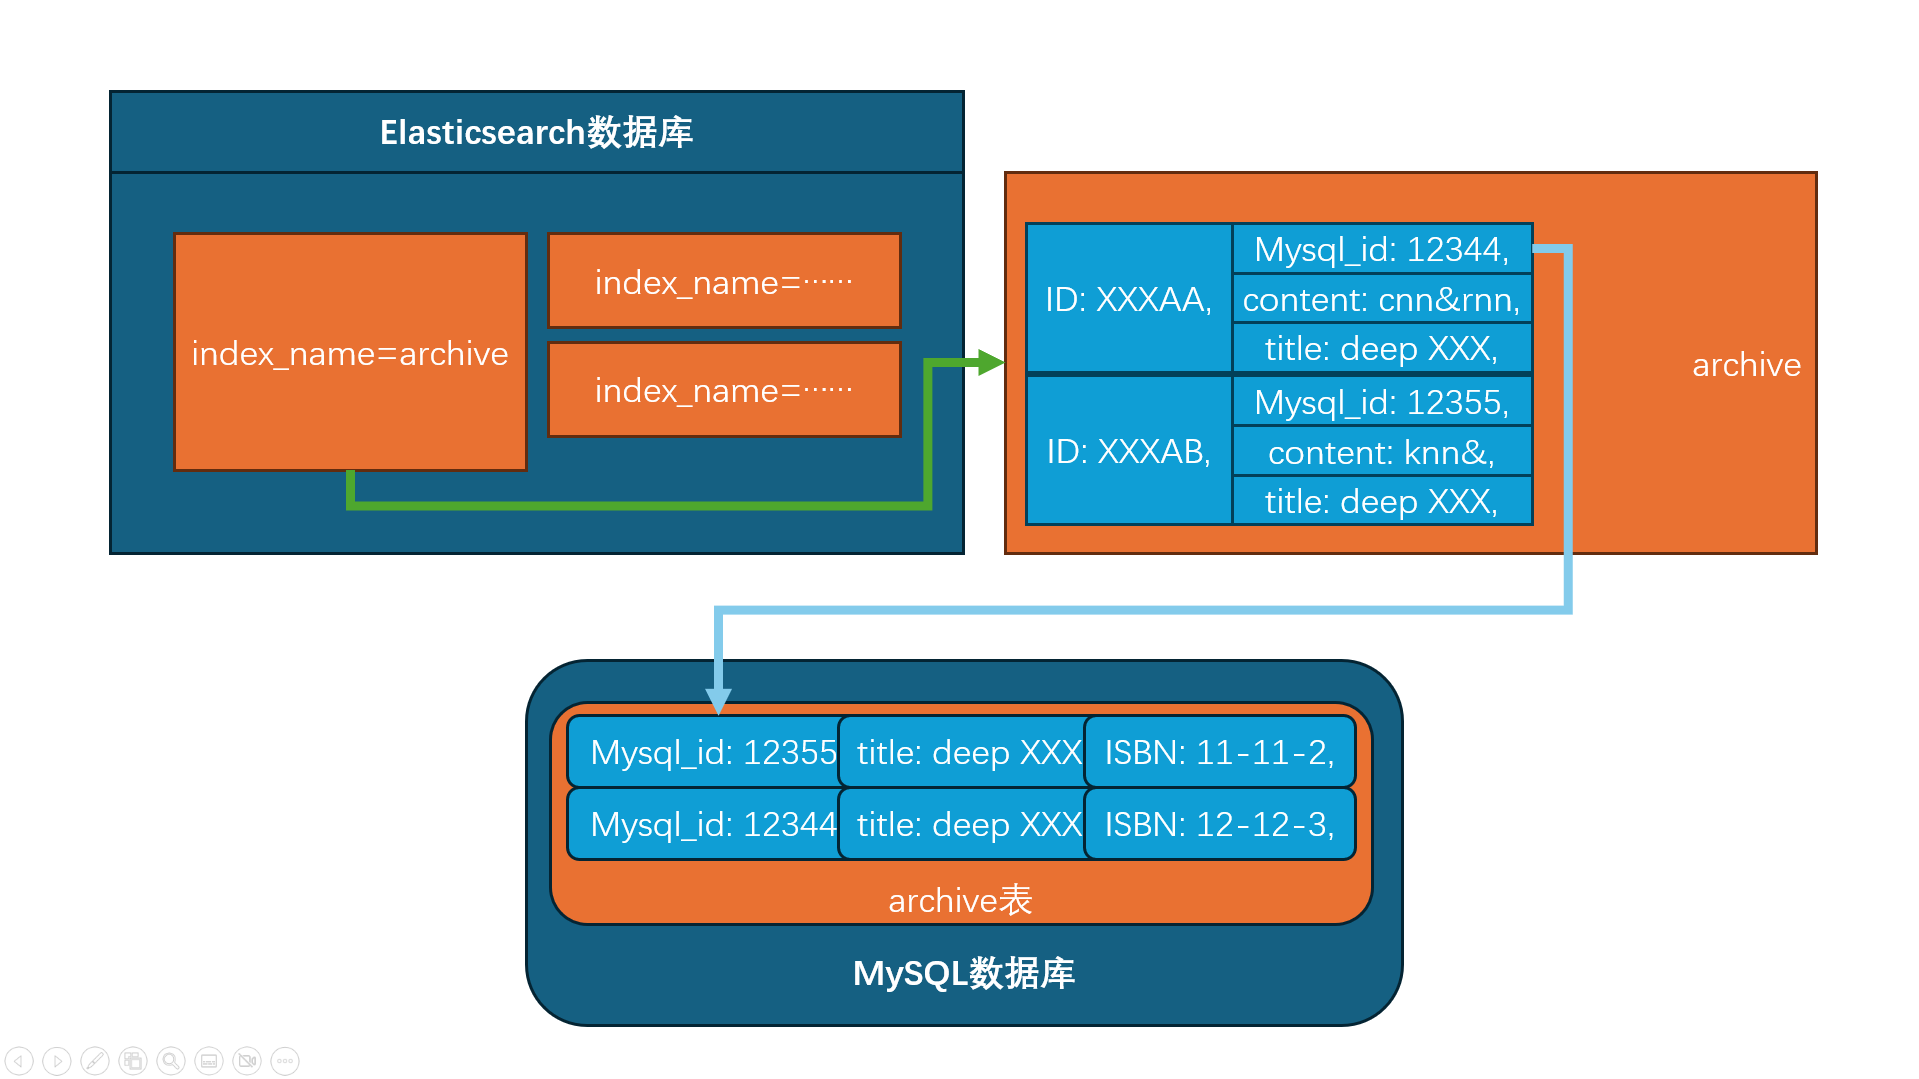 Elasticsearch数据库
index_name=archive
index_name=······
index_name=······
ID: XXXAA,
Mysql_id: 12344,
content: cnn&rnn,
title: deep XXX,
ID: XXXAB,
Mysql_id: 12355,
content: knn&,
title: deep XXX,
archive
Mysql_id: 12355 title: deep XXX ISBN: 11-11-2,
Mysql_id: 12344 title: deep XXX ISBN: 12-12-3,
archive表
MySQL数据库